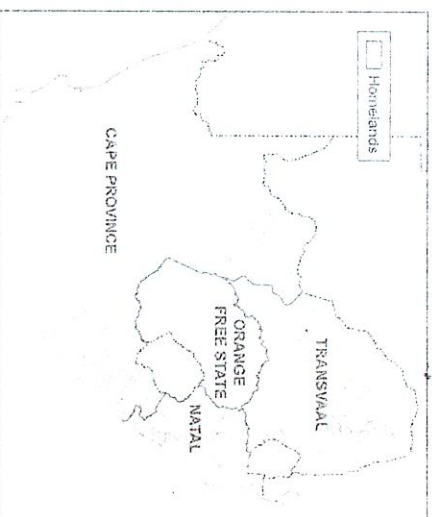 Homelands
TRANSVAAL
ORANGE
FREE STATE
NATAL
CAPE PROVINCE